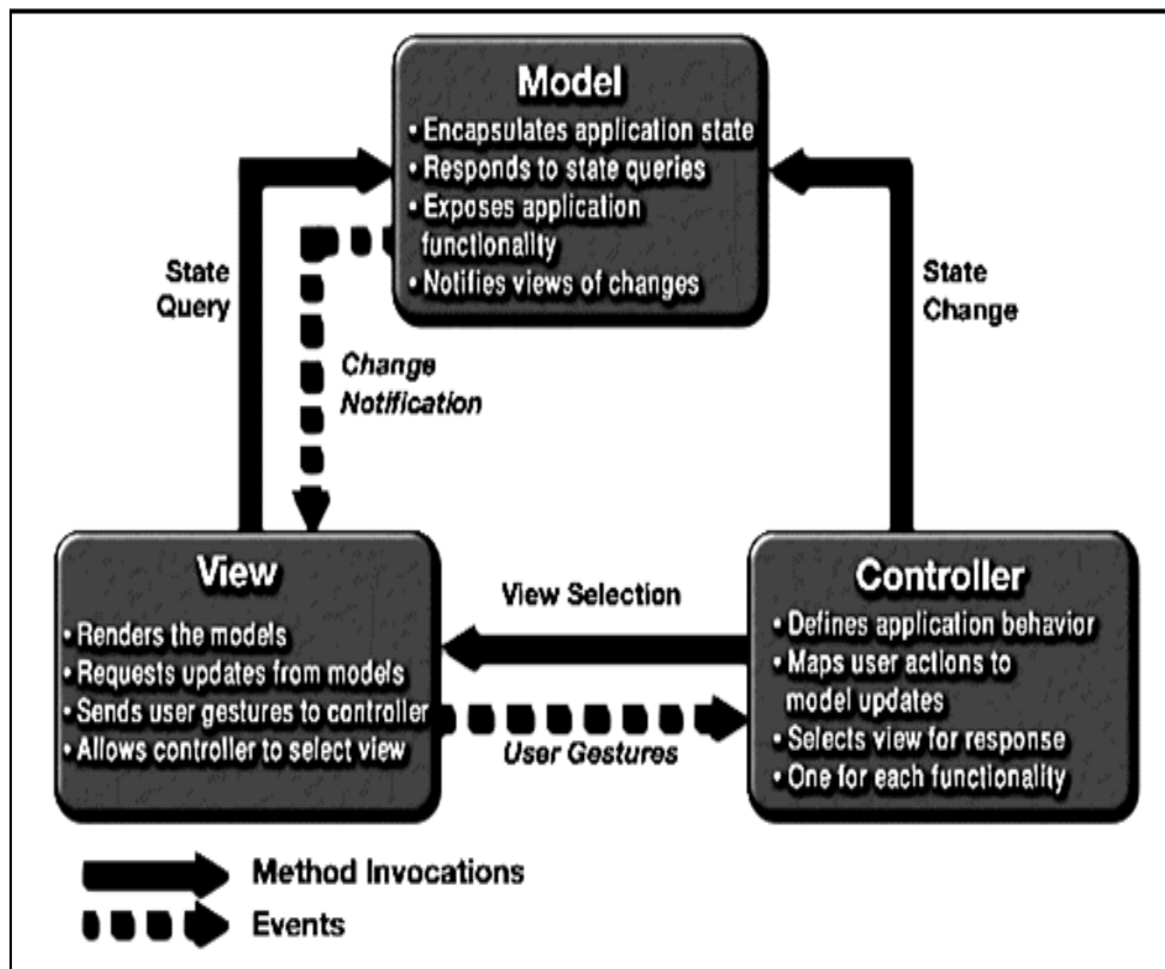 Model
• Encapsulates application state
• Responds to state queries
• Exposes application
functionality
• Notifies views of changes
State
Query
State
Change
Change
Notification
View
• Renders the models
• Requests updates from models
• Sends user gestures to controller
• Allows controller to select view
View Selection
User Gestures
Controller
• Defines application behavior
• Maps user actions to
model updates
• Selects view for response
• One for each functionality
Method Invocations
Events